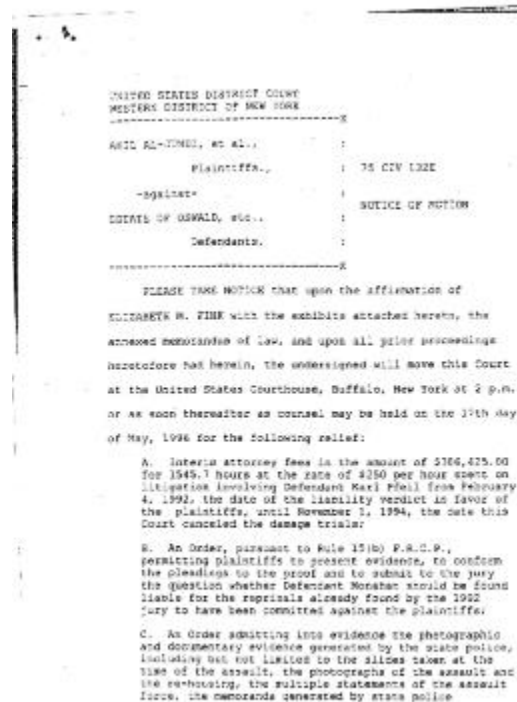 UNITED STATES DISTRICT COURT
WESTERN DISTRICT OF NEW YORK
-----------------------------------X
AKIL AL-JUNDI, et al., :
Plaintiffs., : 75 CIV 132E
-against- :
NOTICE OF MOTION
ESTATE OF OSWALD, etc., :
Defendants. :
-----------------------------------X
PLEASE TAKE NOTICE that upon the affirmation of
ELIZABETH M. FINK with the exhibits attached hereto, the
annexed memorandum of law, and upon all prior proceedings
heretofore had herein, the undersigned will move this Court
at the United States Courthouse, Buffalo, New York at 2 p.m.
or as soon thereafter as counsel may be held on the 17th day
of May, 1996 for the following relief:
A. Interim attorney fees in the amount of $386,425.00
for 1545.7 hours at the rate of $250 per hour spent on
litigation involving Defendant Karl Pfeil from February
4, 1992, the date of the liability verdict in favor of
the plaintiffs, until November 1, 1994, the date this
Court canceled the damage trials;
B. An Order, pursuant to Rule 15(b) F.R.C.P.,
permitting plaintiffs to present evidence, to conform
the pleadings to the proof and to submit to the jury
the question whether Defendant Monahan should be found
liable for the reprisals already found by the 1992
jury to have been committed against the plaintiffs;
C. An Order admitting into evidence the photographic
and documentary evidence generated by the state police,
including but not limited to the slides taken at the
time of the assault, the photographs of the assault and
the re-housing, the multiple statements of the assault
force, the memoranda generated by state police